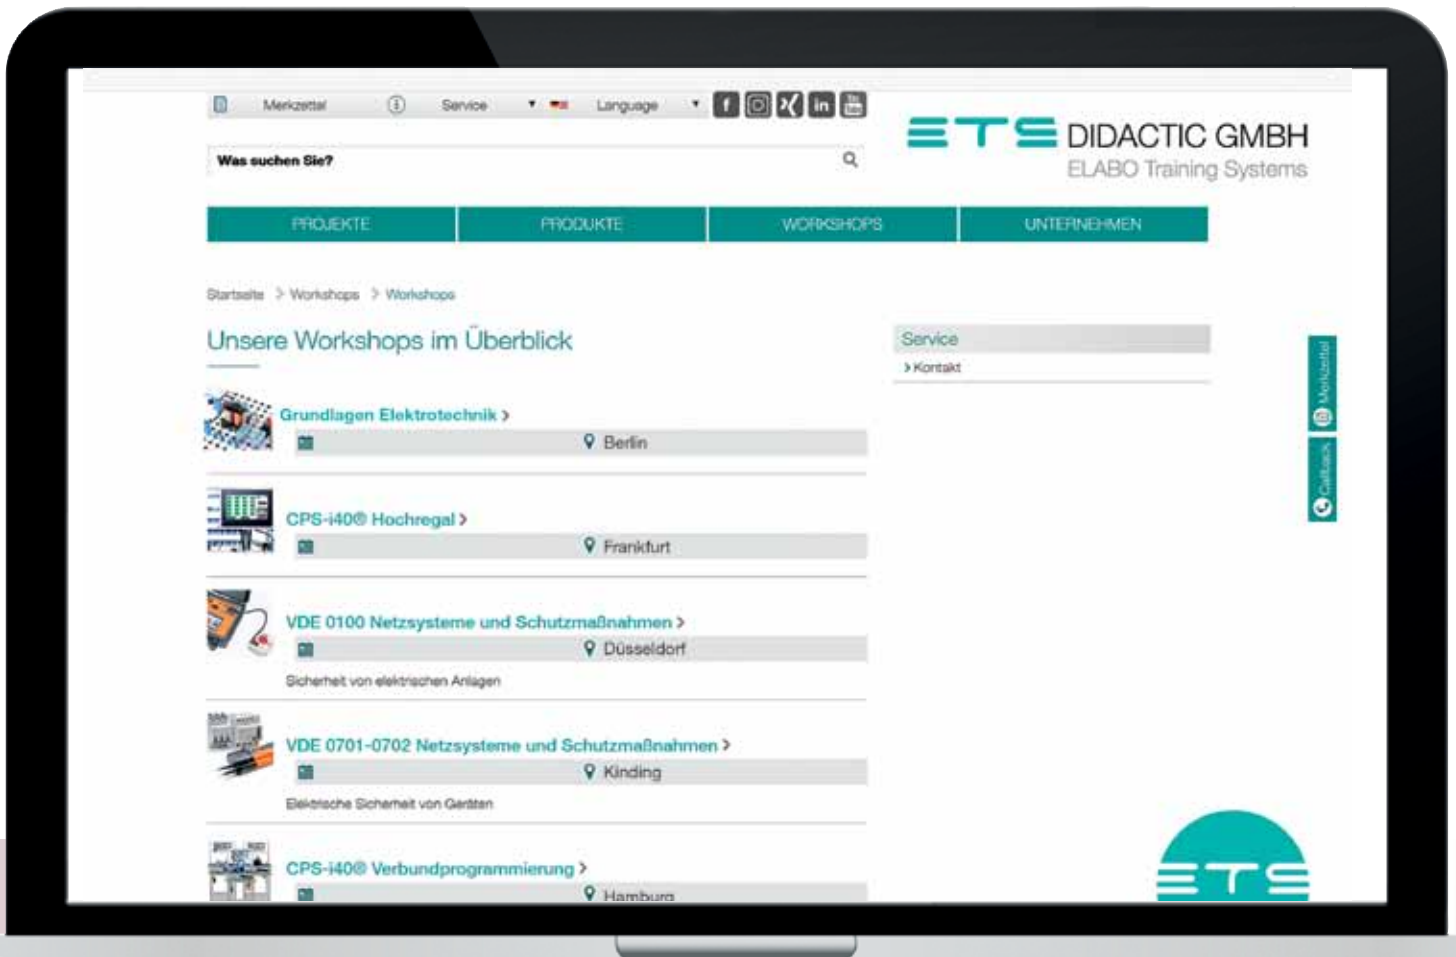 Merkzettel Service Language
Was suchen Sie?
ETS DIDACTIC GMBH
ELABO Training Systems
PROJEKTE PRODUKTE WORKSHOPS UNTERNEHMEN
Startseite > Workshops > Workshops
Unsere Workshops im Überblick
Service
> Kontakt
Merkzettel
Callback
Grundlagen Elektrotechnik >
Berlin
CPS-i40® Hochregal >
Frankfurt
VDE 0100 Netzsysteme und Schutzmaßnahmen >
Düsseldorf
Sicherheit von elektrischen Anlagen
VDE 0701-0702 Netzsysteme und Schutzmaßnahmen >
Kinding
Elektrische Sicherheit von Geräten
CPS-i40® Verbundprogrammierung >
Hamburg
ETS